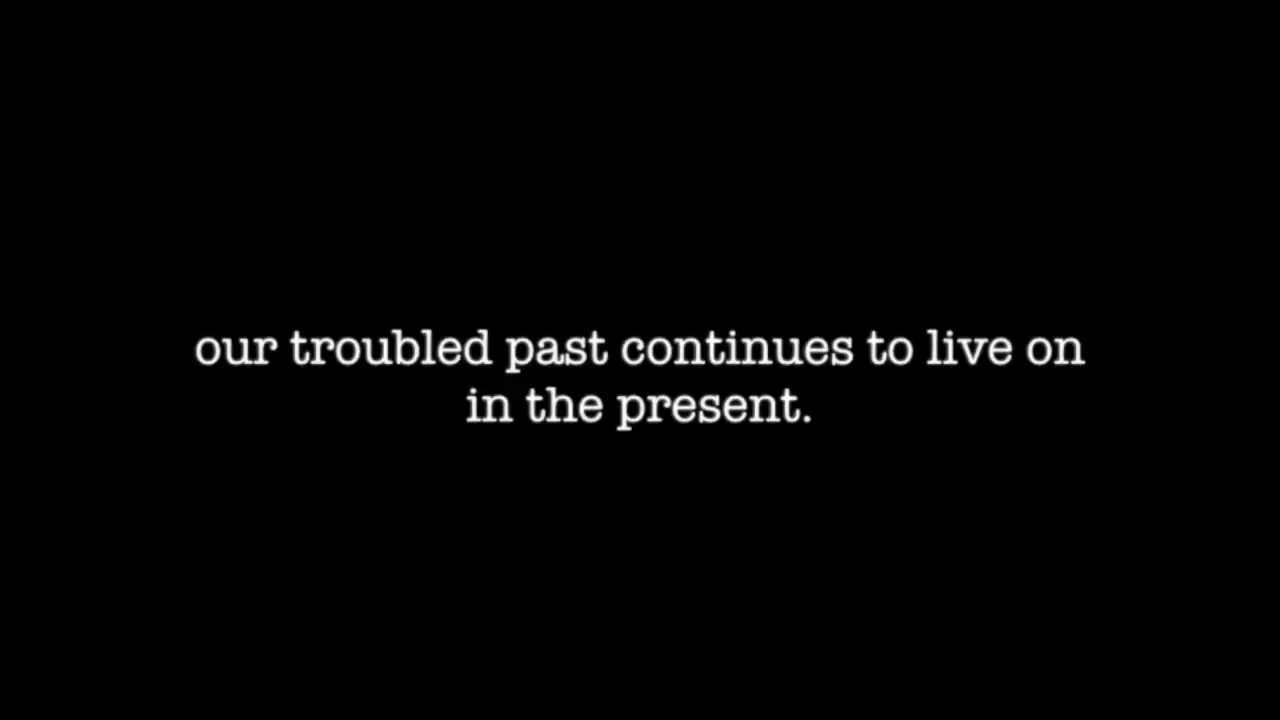 our troubled past continues to live on
in the present.